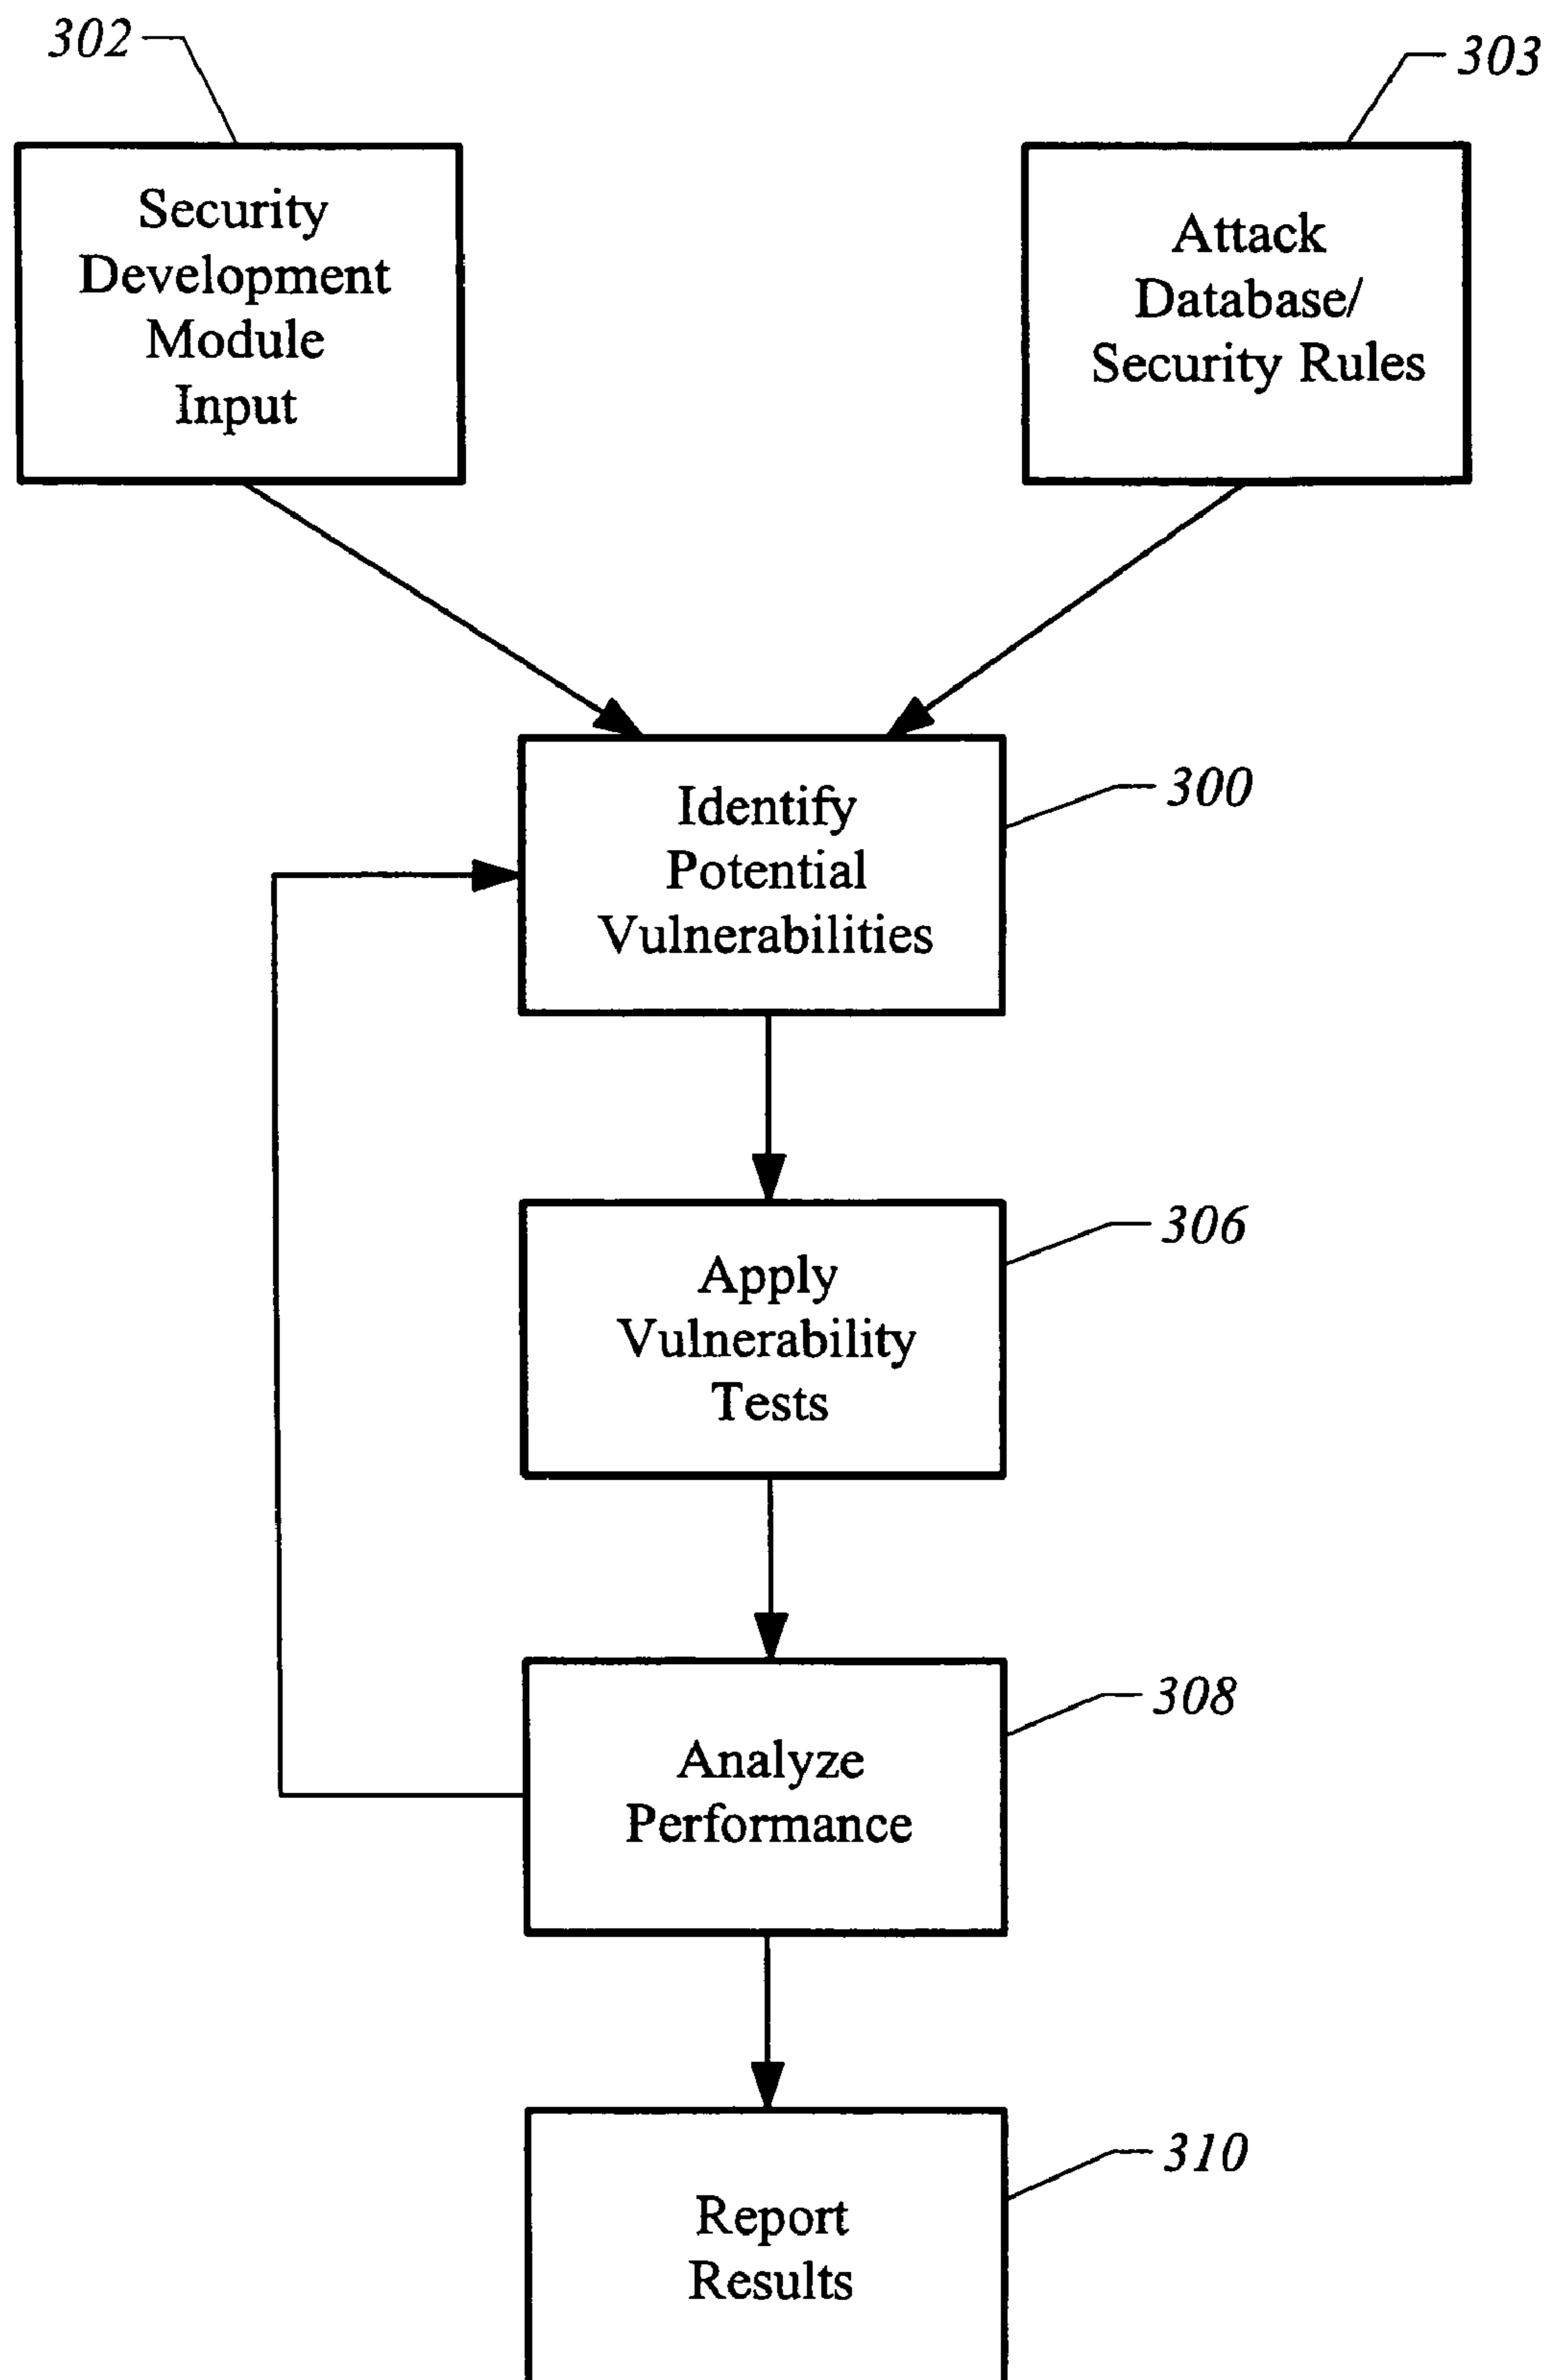 302
303
Security
Development
Module
Input
Attack
Database/
Security Rules
300
Identify
Potential
Vulnerabilities
306
Apply
Vulnerability
Tests
308
Analyze
Performance
310
Report
Results